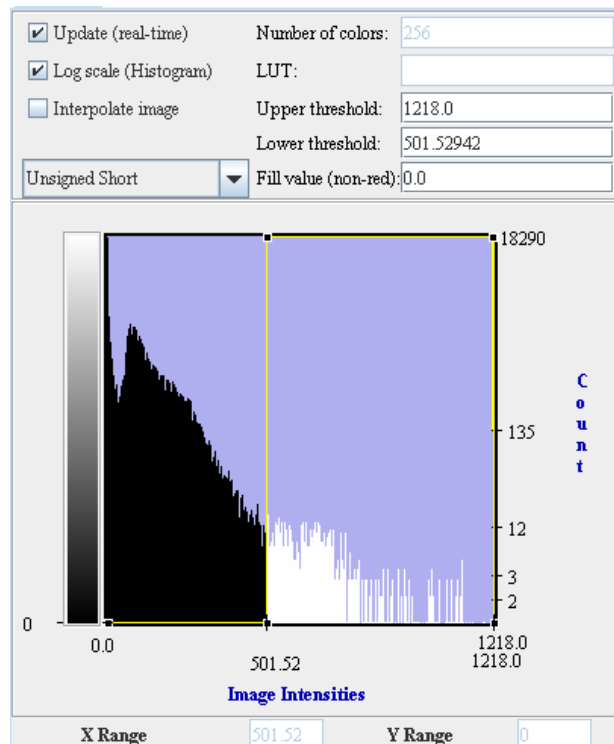 Update (real-time) Number of colors: 256
Log scale (Histogram) LUT:
Interpolate image Upper threshold: 1218.0
Lower threshold: 501.52942
Unsigned Short Fill value (non-red): 0.0
18290
135
12
3
2
0
Count
0.0 501.52 1218.0
1218.0
Image Intensities
X Range 501.52 Y Range 0